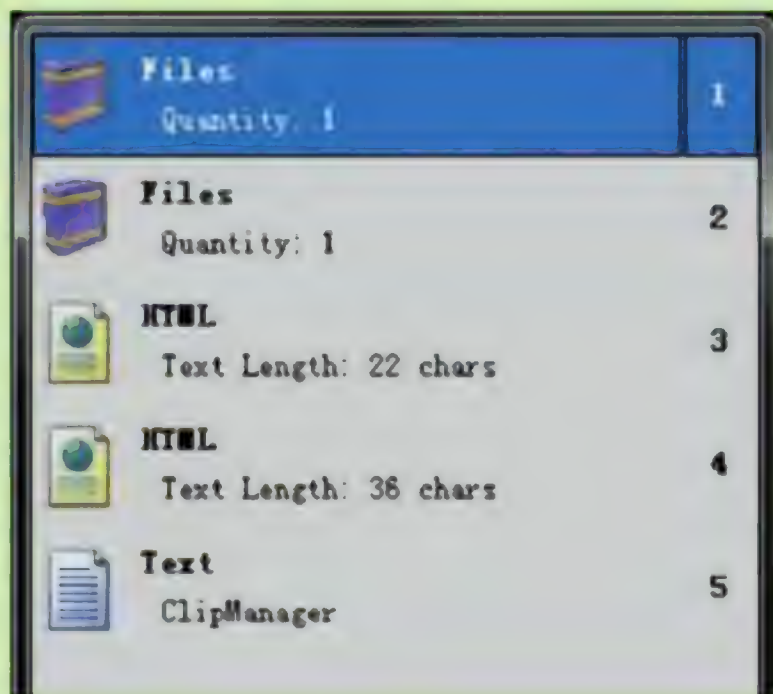 Files
Quantity: 1
1
Files
Quantity: 1
2
HTML
Text Length: 22 chars
3
HTML
Text Length: 36 chars
4
Text
ClipManager
5